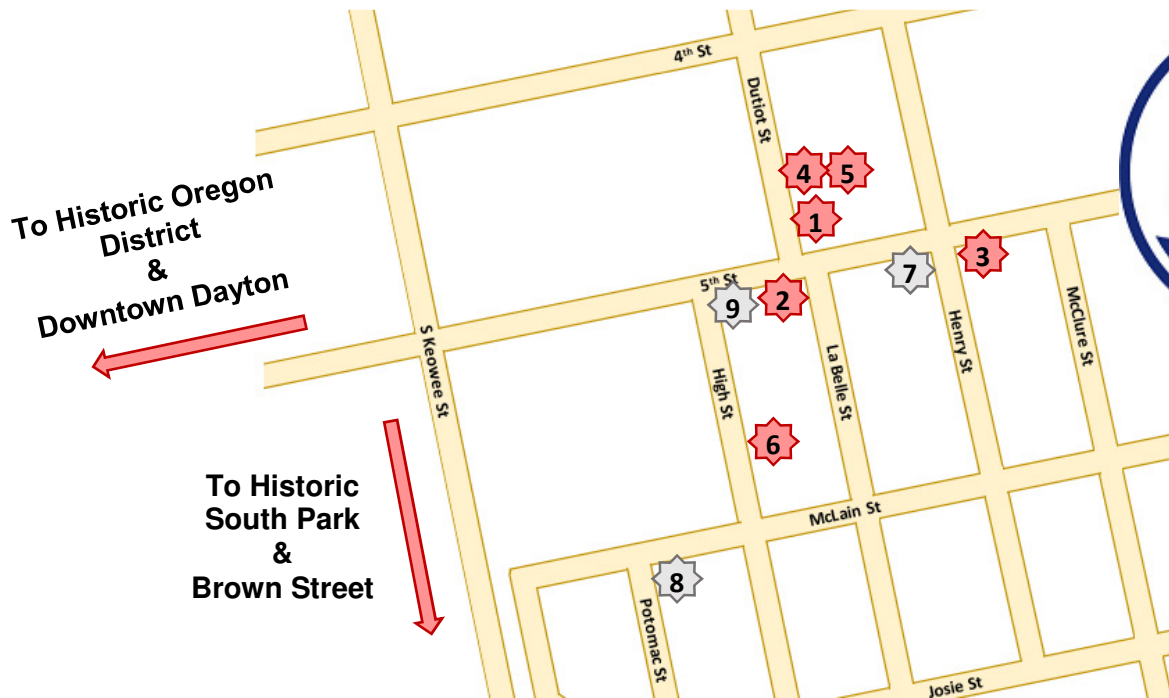 4th St
Dutiot St
4
5
1
To Historic Oregon
District
&
Downtown Dayton
5th St
9
2
7
3
S Keowee St
High St
La Belle St
Henry St
McClure St
6
To Historic
South Park
&
Brown Street
McLain St
8
Potomac St
Josie St